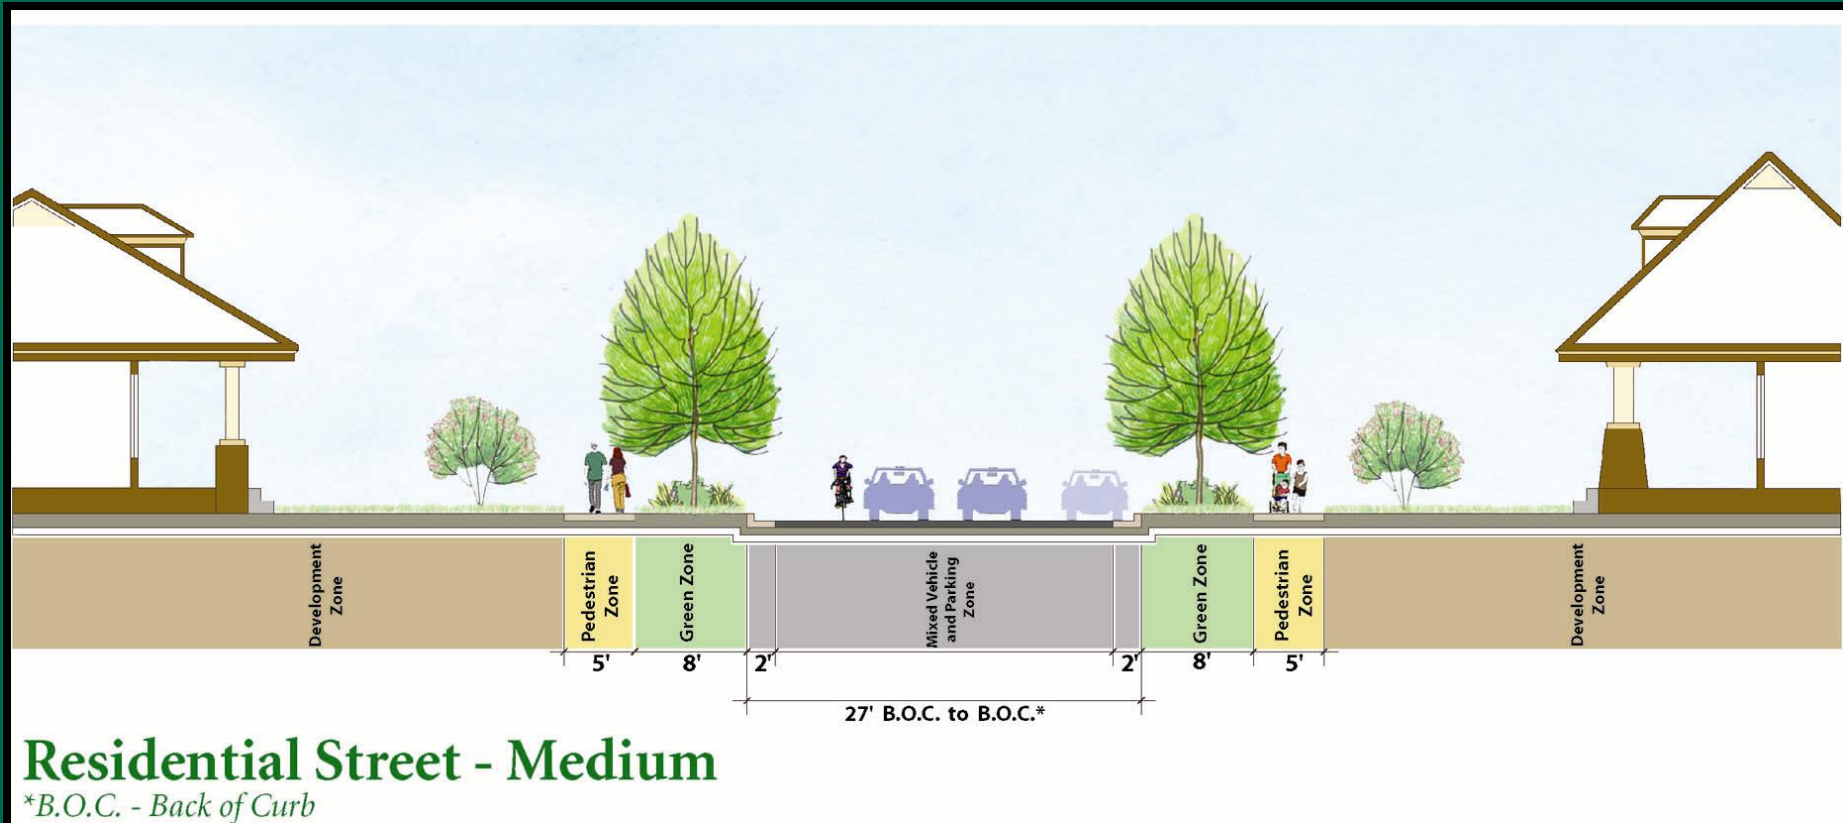 Development
Zone
Pedestrian
Zone
Green Zone
Mixed Vehicle
and Parking
Zone
Green Zone
Pedestrian
Zone
Development
Zone
5'
8'
2'
2'
8'
5'
27' B.O.C. to B.O.C.*
Residential Street - Medium
*B.O.C. - Back of Curb